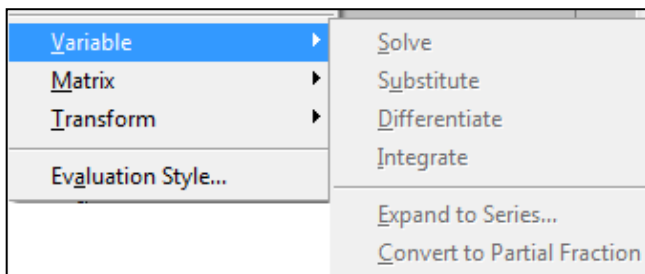 Variable
Matrix
Transform
Evaluation Style...
Solve
Substitute
Differentiate
Integrate
Expand to Series...
Convert to Partial Fraction